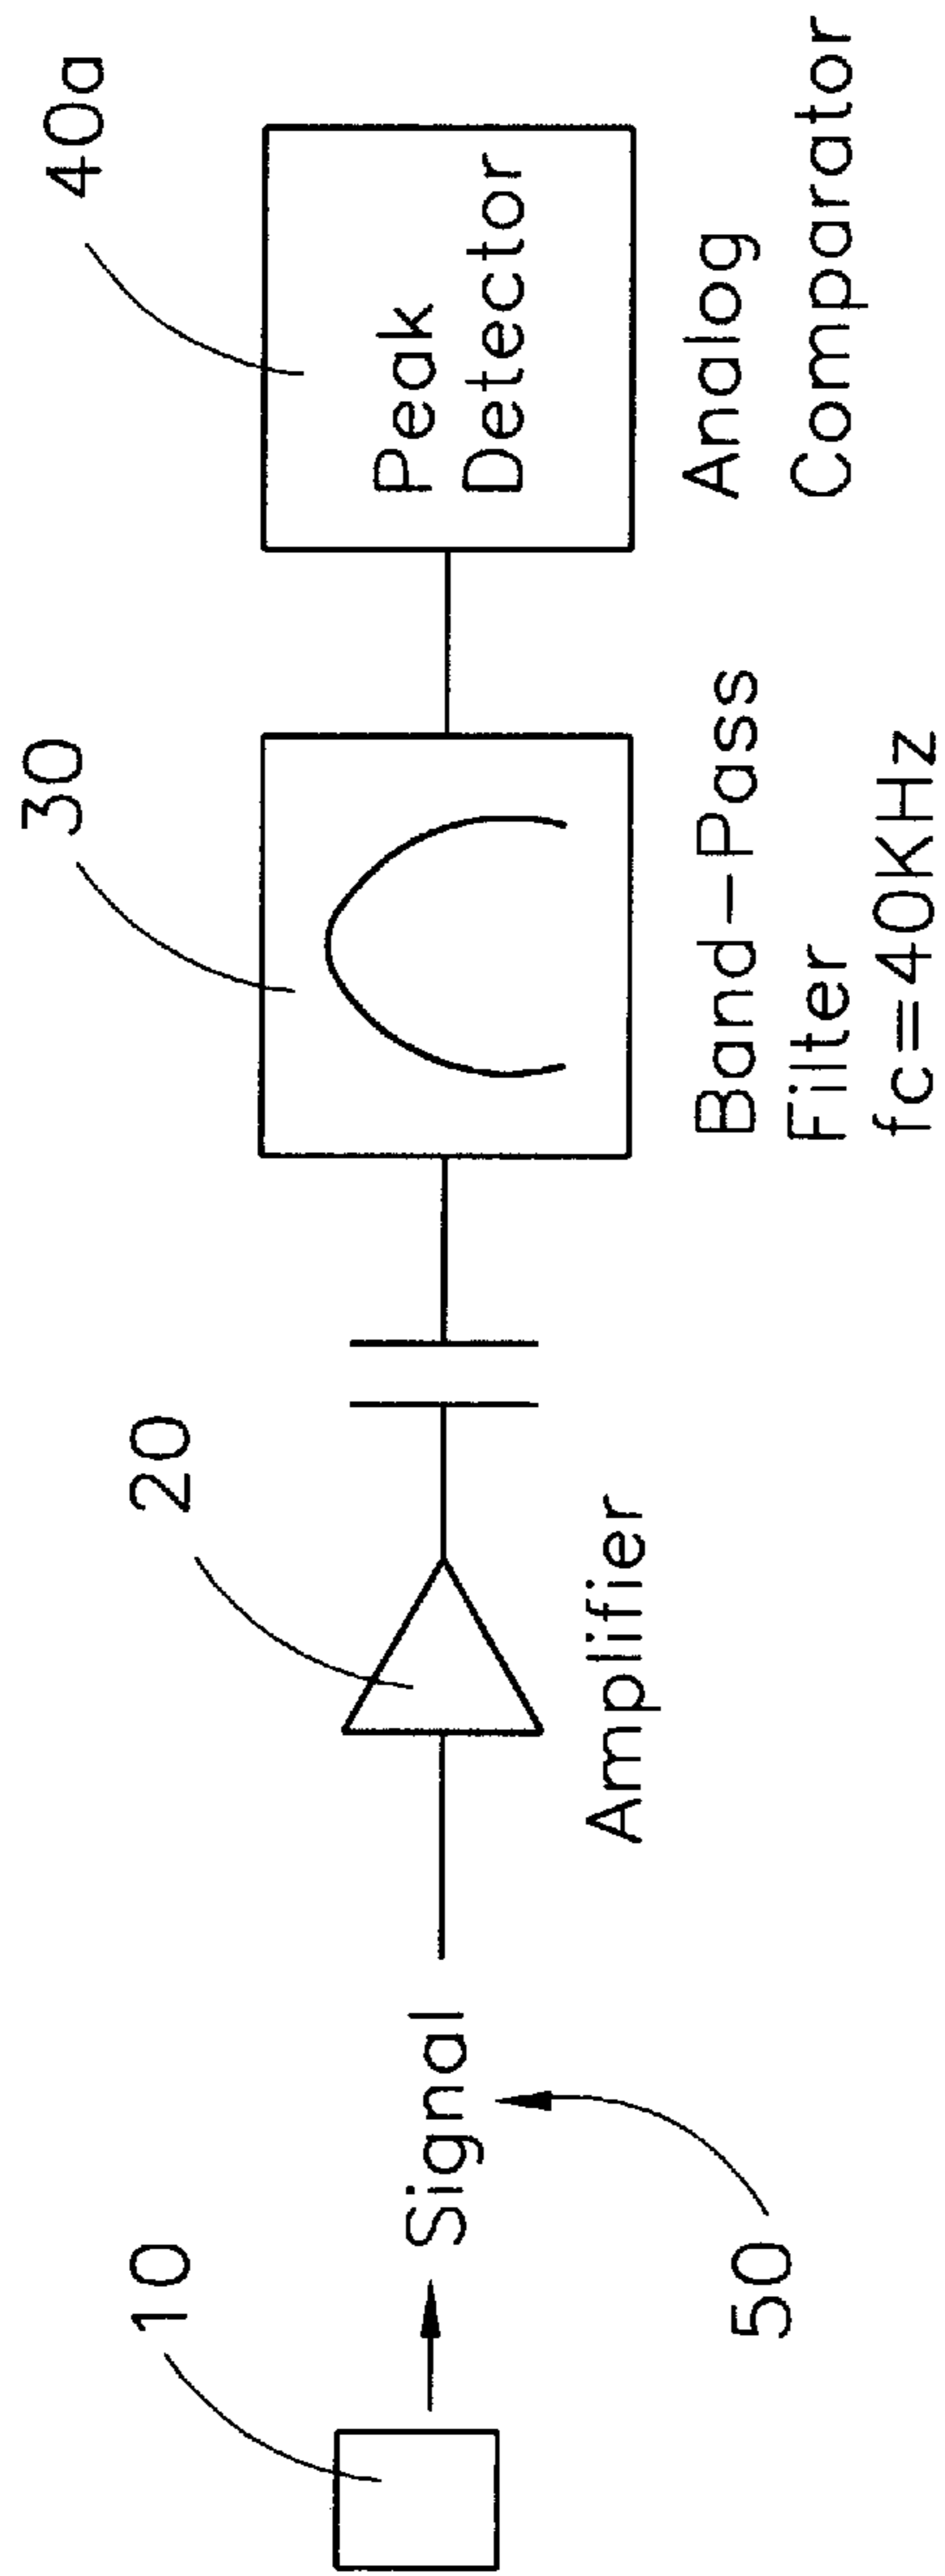 10
Signal
50
20
Amplifier
30
Band-Pass
Filter
fc=40KHz
40a
Peak
Detector
Analog
Comparator